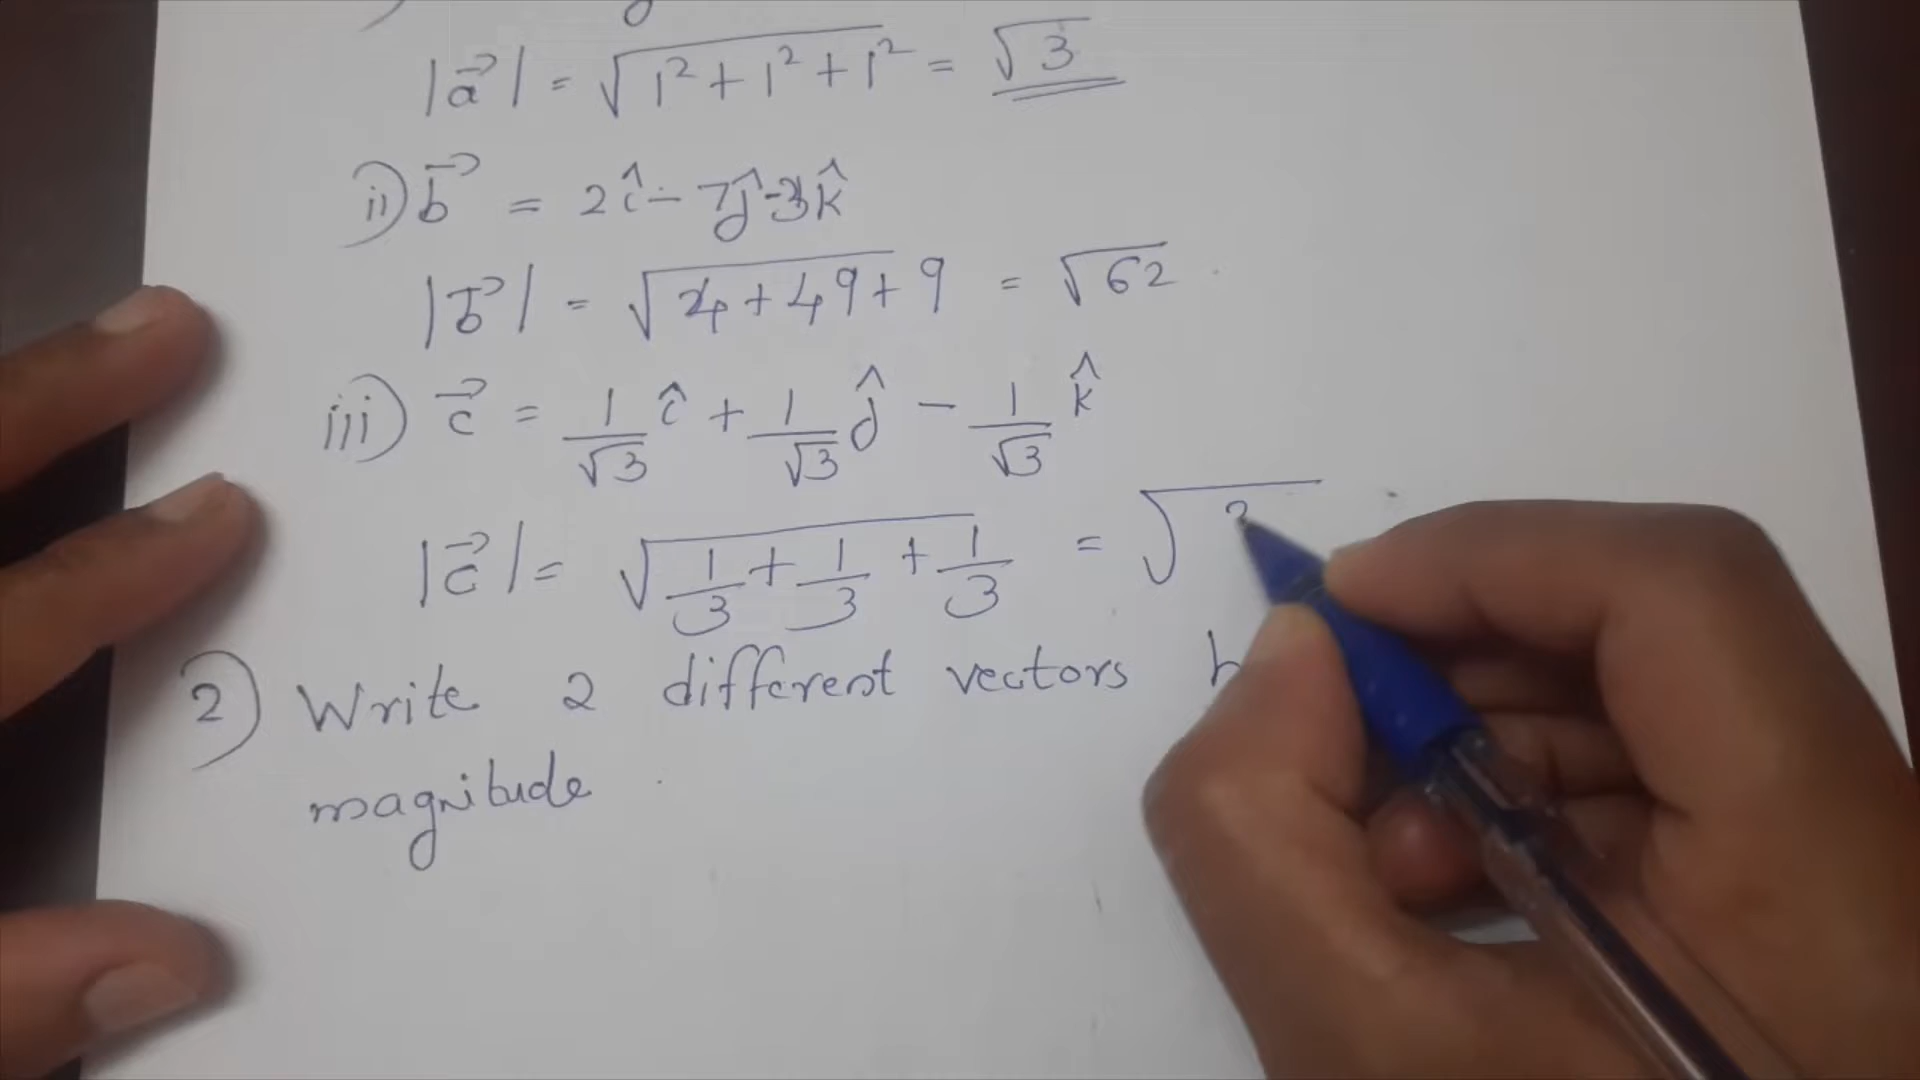 |a⃗| = √1² + 1² + 1² = √3
ii) b⃗ = 2î - 7ĵ - 3k̂
|b⃗| = √4 + 49 + 9 = √62
iii) c⃗ = 1/√3 î + 1/√3 ĵ - 1/√3 k̂
|c⃗| = √1/3 + 1/3 + 1/3 = √
2) Write 2 different vectors
magnitude